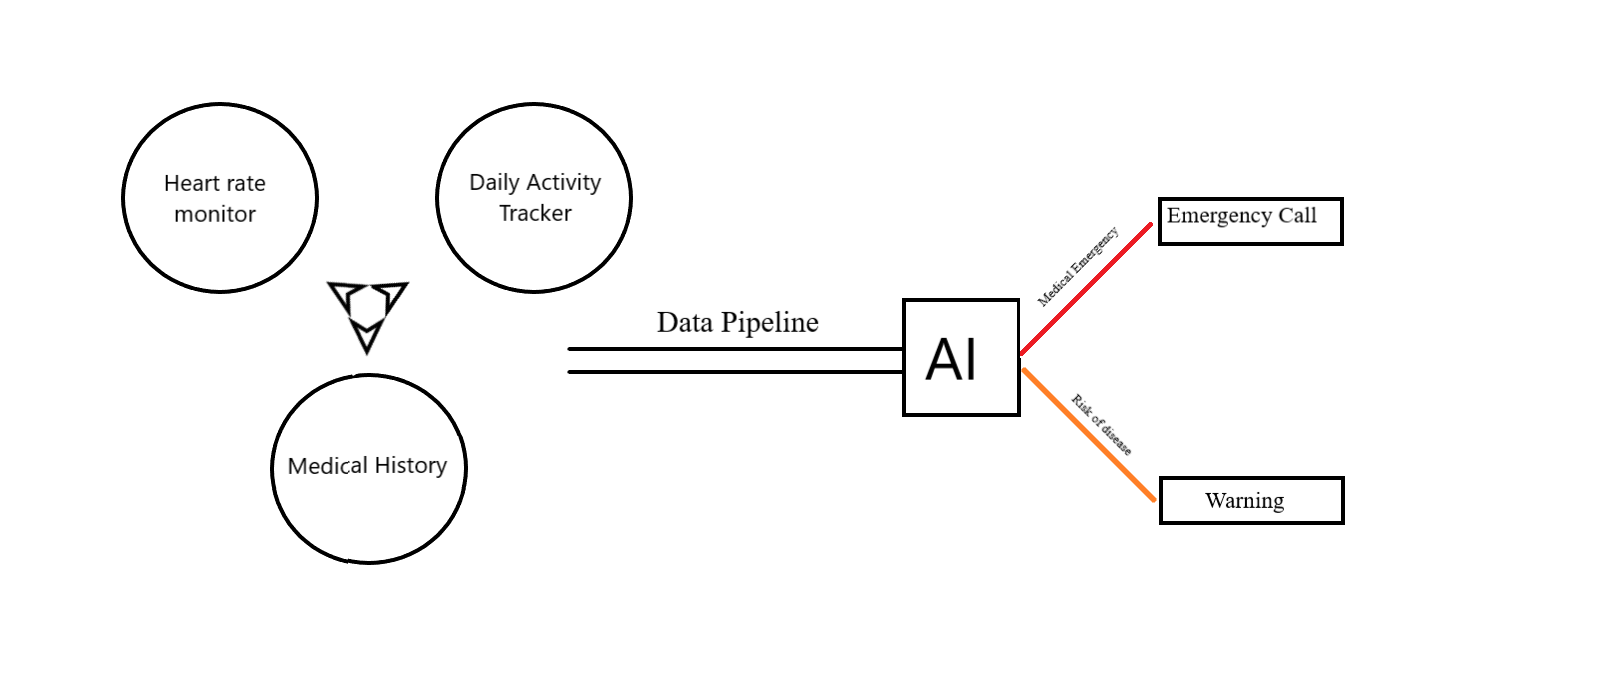 Heart rate
monitor
Daily Activity
Tracker
Medical History
Data Pipeline
AI
Medical Emergency
Emergency Call
Risk of disease
Warning